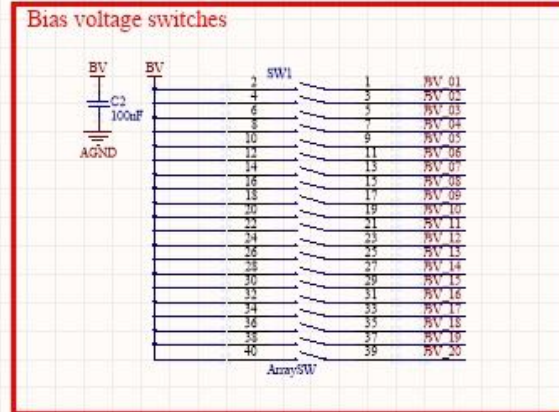 Bias voltage switches
BV BV
SW1
C2
100nF
AGND
2 1 BV_01
4 3 BV_02
6 5 BV_03
8 7 BV_04
10 9 BV_05
12 11 BV_06
14 13 BV_07
16 15 BV_08
18 17 BV_09
20 19 BV_10
22 21 BV_11
24 23 BV_12
26 25 BV_13
28 27 BV_14
30 29 BV_15
32 31 BV_16
34 33 BV_17
36 35 BV_18
38 37 BV_19
40 39 BV_20
ArraySW